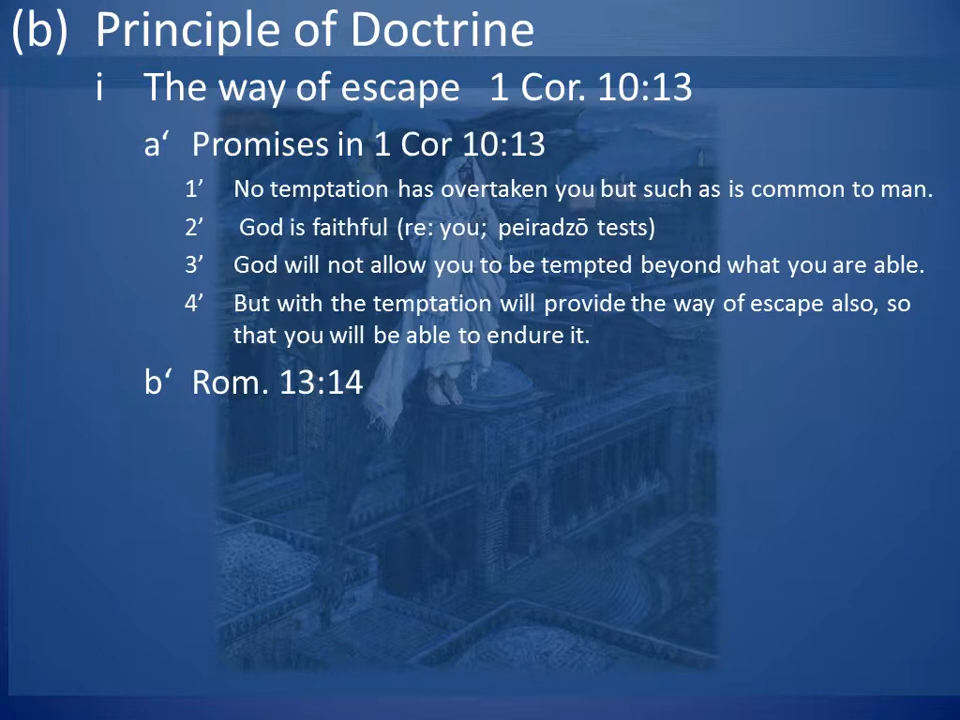 (b) Principle of Doctrine
i The way of escape 1 Cor. 10:13
a‘ Promises in 1 Cor 10:13
1’ No temptation has overtaken you but such as is common to man.
2’ God is faithful (re: you; peiradzō tests)
3’ God will not allow you to be tempted beyond what you are able.
4’ But with the temptation will provide the way of escape also, so
that you will be able to endure it.
b‘ Rom. 13:14